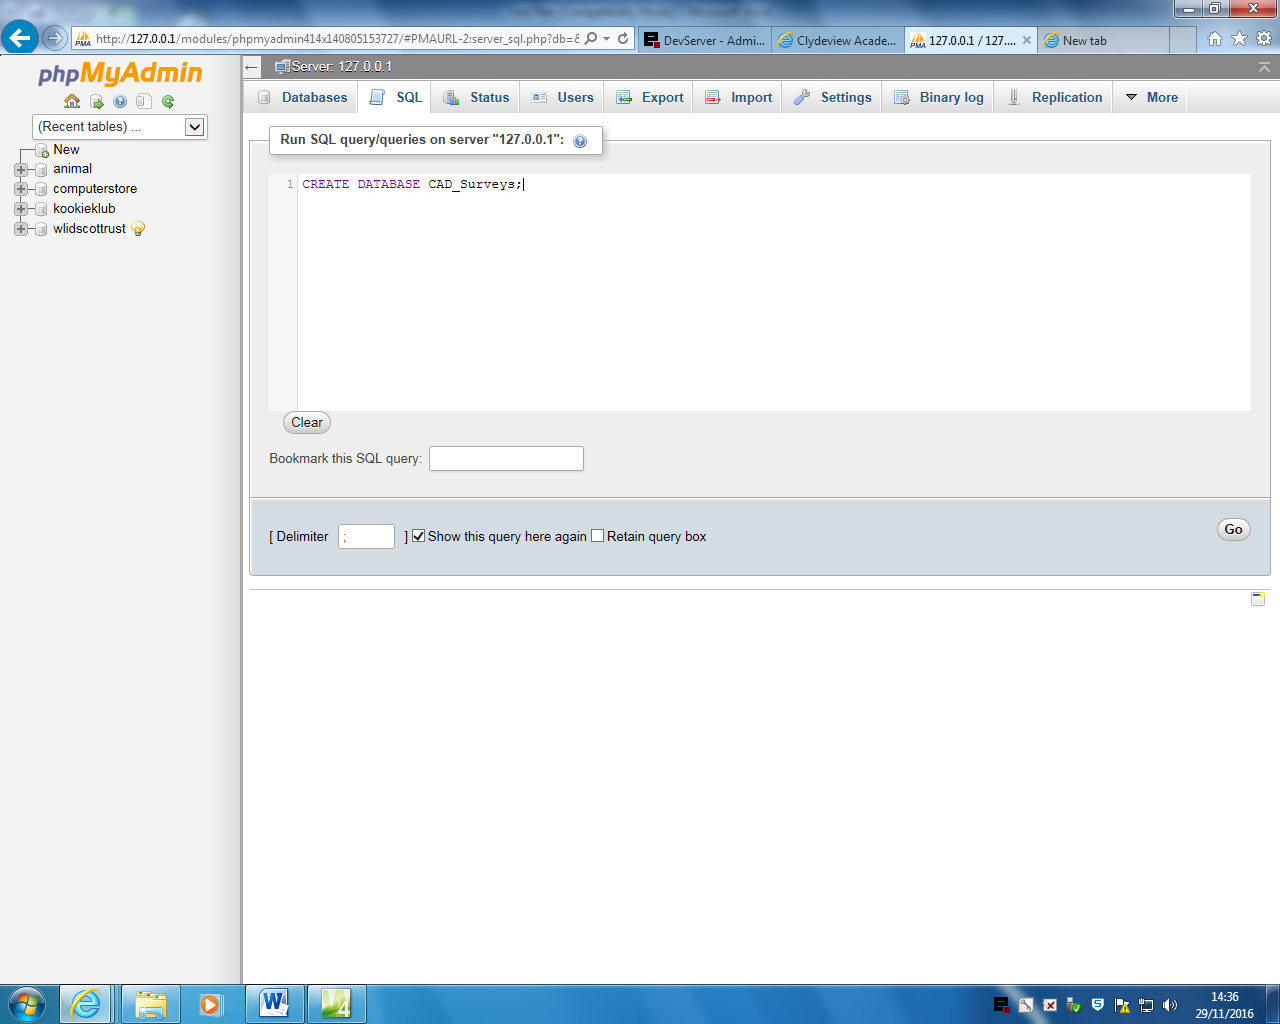 http://127.0.0.1/modules/phpmyadmin414x140805153727/#PMAURL-2:server_sql.php?db=&
DevServer - Admi...
Clydeview Acade...
127.0.0.1 / 127....
New tab
phpMyAdmin
Server: 127.0.0.1
Databases
SQL
Status
Users
Export
Import
Settings
Binary log
Replication
More
(Recent tables) ...
New
animal
computerstore
kookieklub
wlidscottrust
Run SQL query/queries on server "127.0.0.1":
1 CREATE DATABASE CAD_Surveys;
Clear
Bookmark this SQL query:
[ Delimiter ; ] Show this query here again Retain query box
Go
14:36
29/11/2016